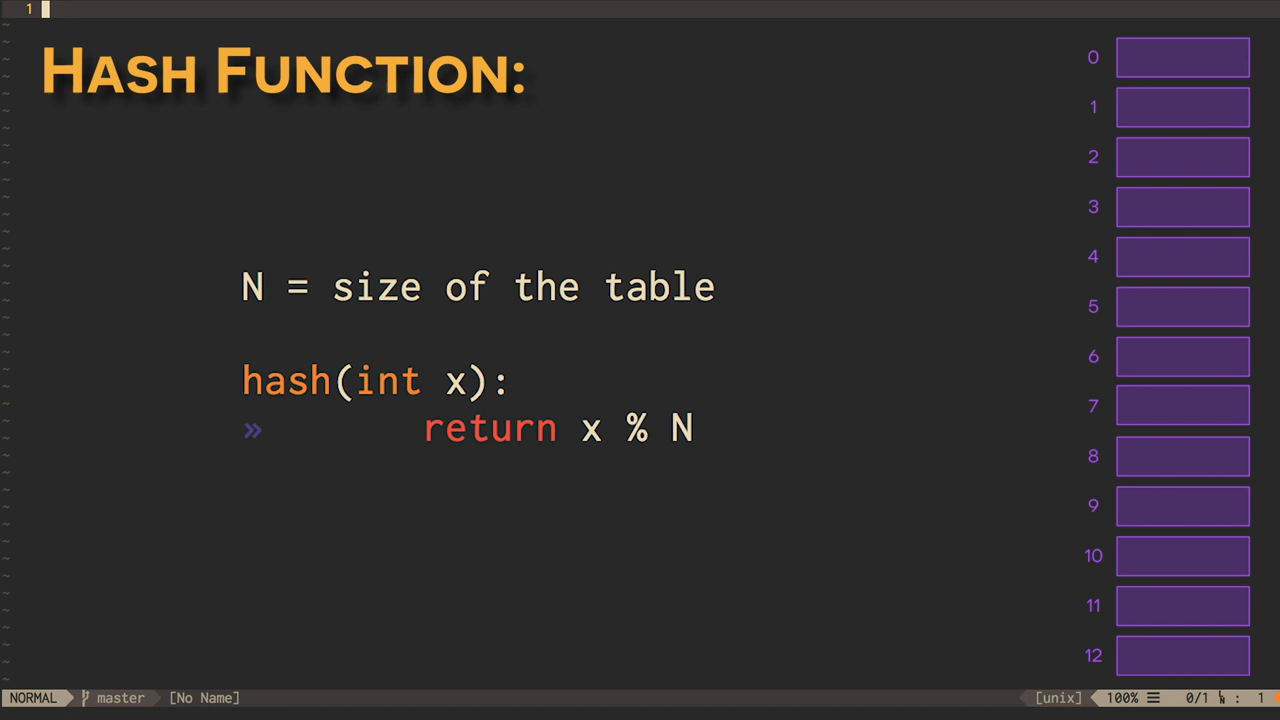 1
HASH FUNCTION:
N = size of the table
hash(int x):
» return x % N
0
1
2
3
4
5
6
7
8
9
10
11
12
NORMAL master [No Name] [unix] 100% ☰ 0/1 ㏑ : 1